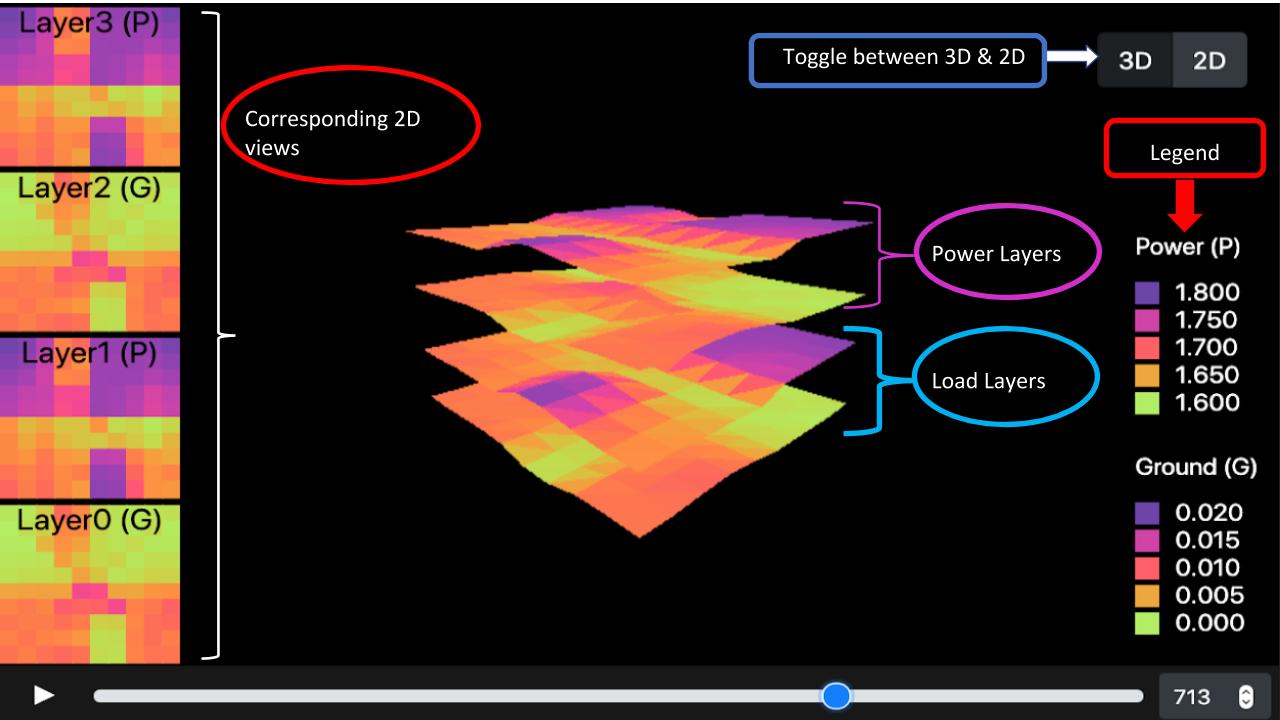 Layer3 (P)
Layer2 (G)
Layer1 (P)
Layer0 (G)
Corresponding 2D
views
Toggle between 3D & 2D
3D
2D
Legend
Power Layers
Load Layers
Power (P)
1.800
1.750
1.700
1.650
1.600
Ground (G)
0.020
0.015
0.010
0.005
0.000
713